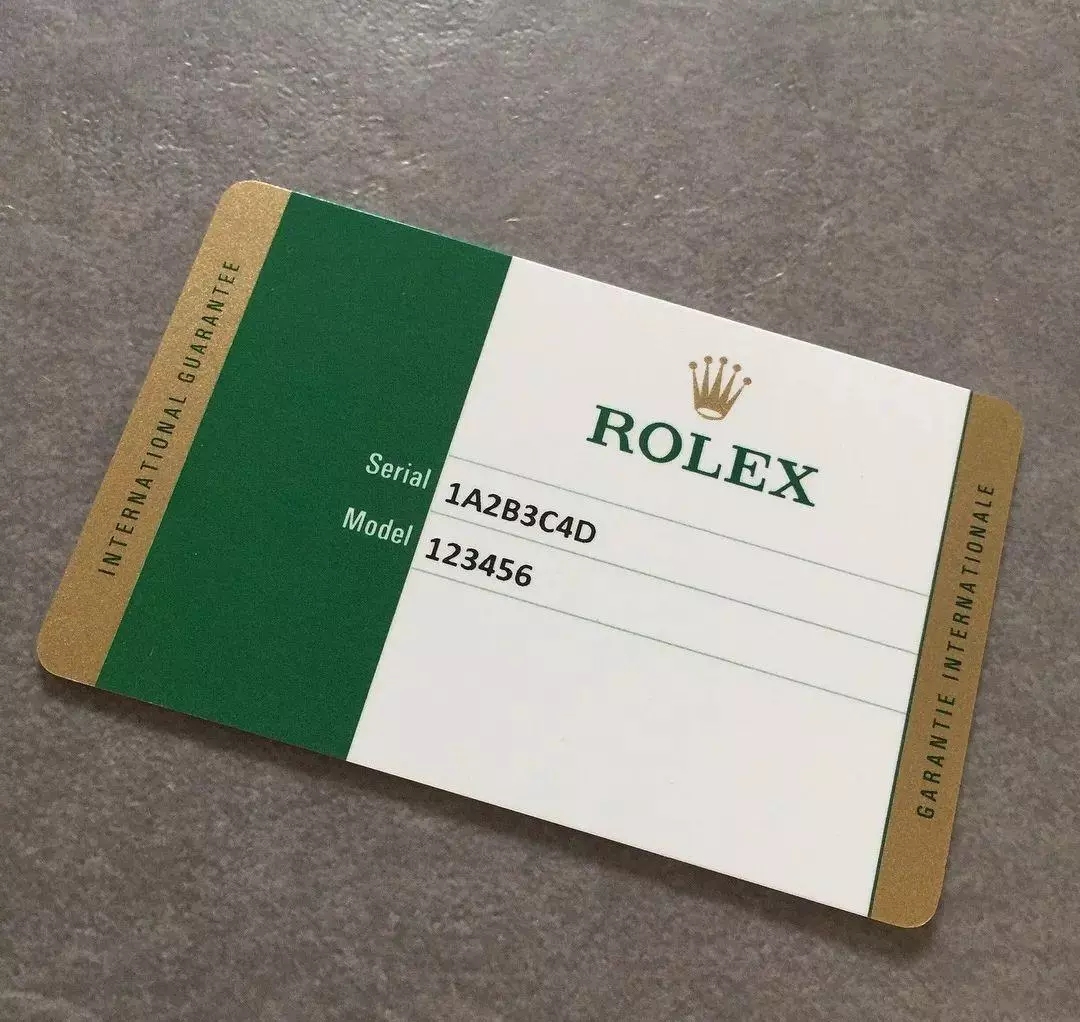 INTERNATIONAL GUARANTEE
ROLEX
Serial 1A2B3C4D
Model 123456
GARANTIE INTERNATIONALE